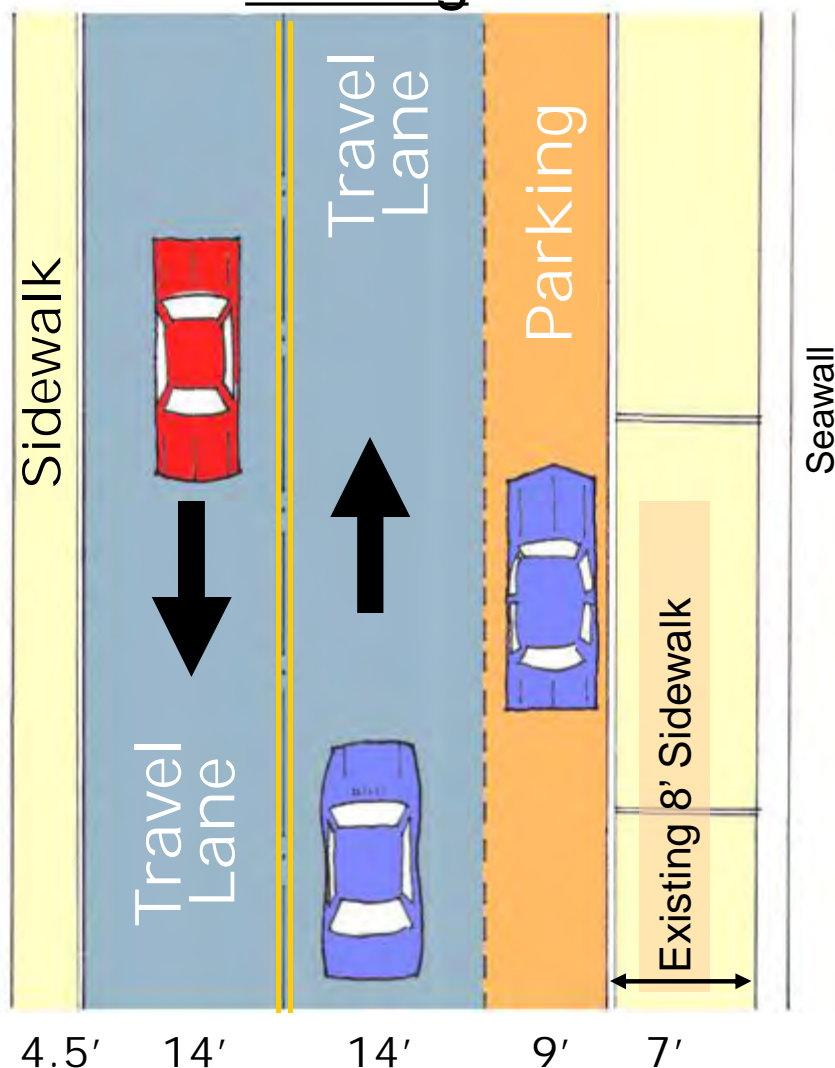 Travel
Lane
Parking
Sidewalk
Seawall
Travel
Lane
Existing 8’ Sidewalk
4.5’ 14’ 14’ 9’ 7’